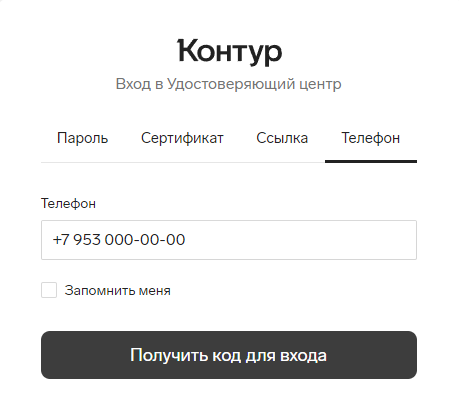 Контур
Вход в Удостоверяющий центр
Пароль Сертификат Ссылка Телефон
Телефон
+7 953 000-00-00
Запомнить меня
Получить код для входа